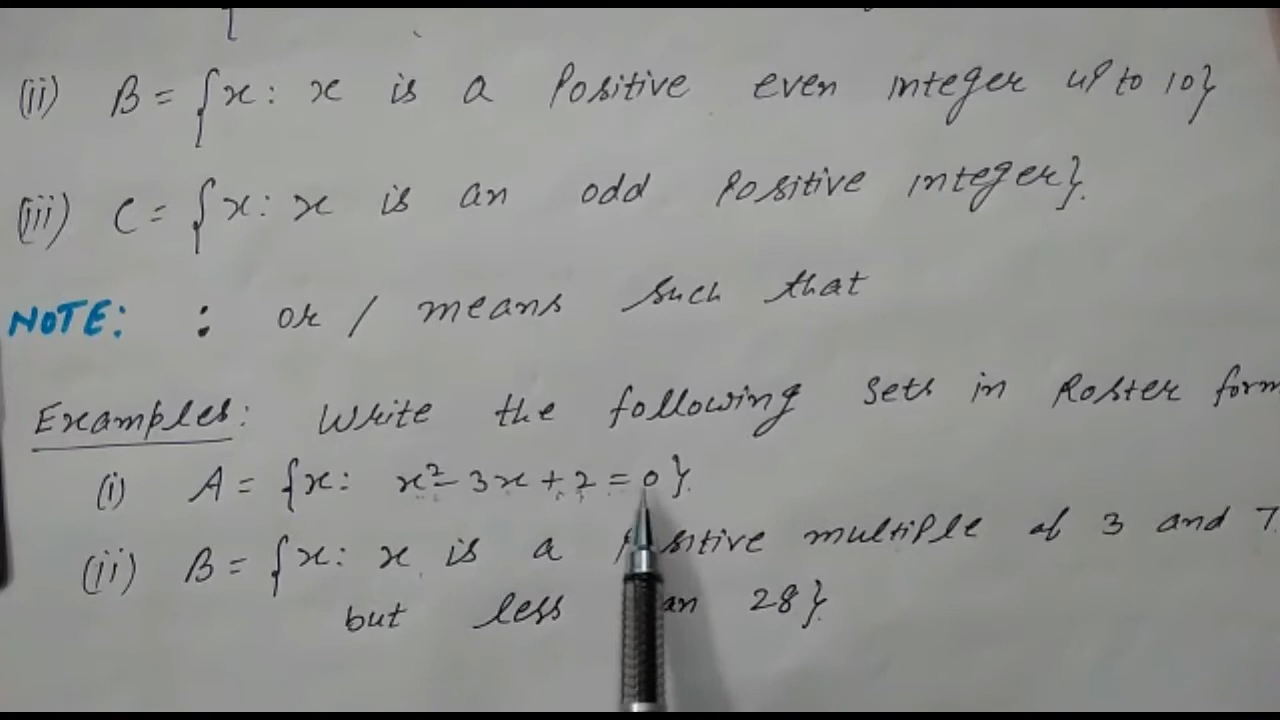 (ii) B = {x: x is a Positive even integer up to 10}
(iii) C = {x: x is an odd Positive integer}.
NOTE: : or / means such that
Examples: Write the following sets in Roster form
(i) A = {x: x² - 3x + 2 = 0}.
(ii) B = {x: x is a Positive multiple of 3 and 7.
but less 28}.